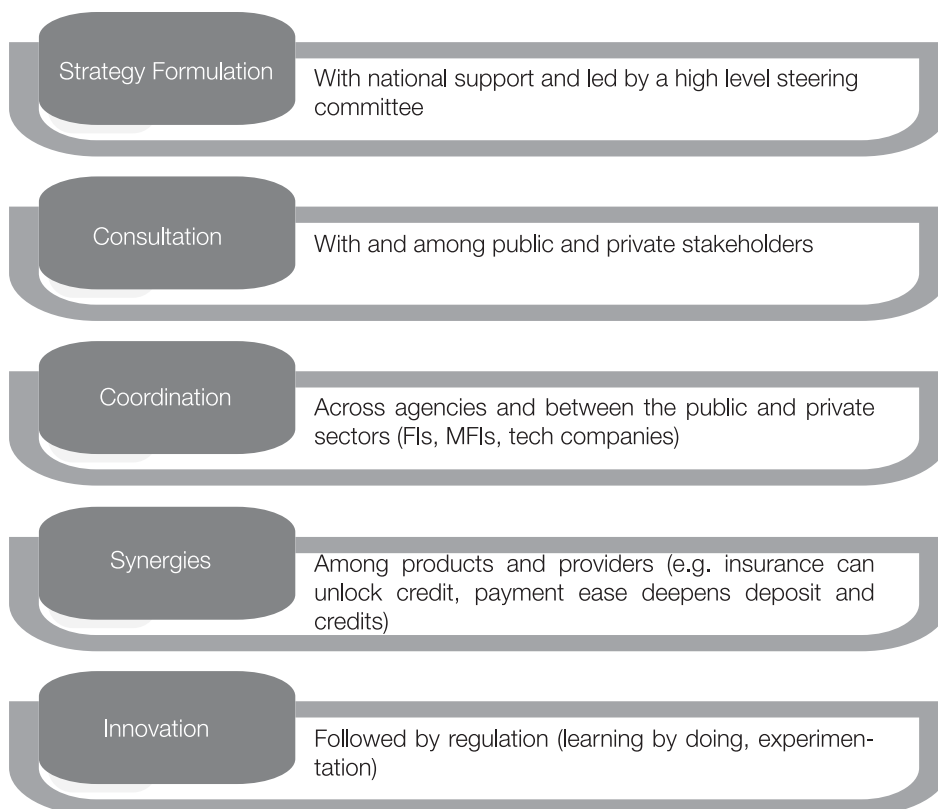 Strategy Formulation
With national support and led by a high level steering
committee
Consultation
With and among public and private stakeholders
Coordination
Across agencies and between the public and private
sectors (FIs, MFIs, tech companies)
Synergies
Among products and providers (e.g. insurance can
unlock credit, payment ease deepens deposit and
credits)
Innovation
Followed by regulation (learning by doing, experimen-
tation)